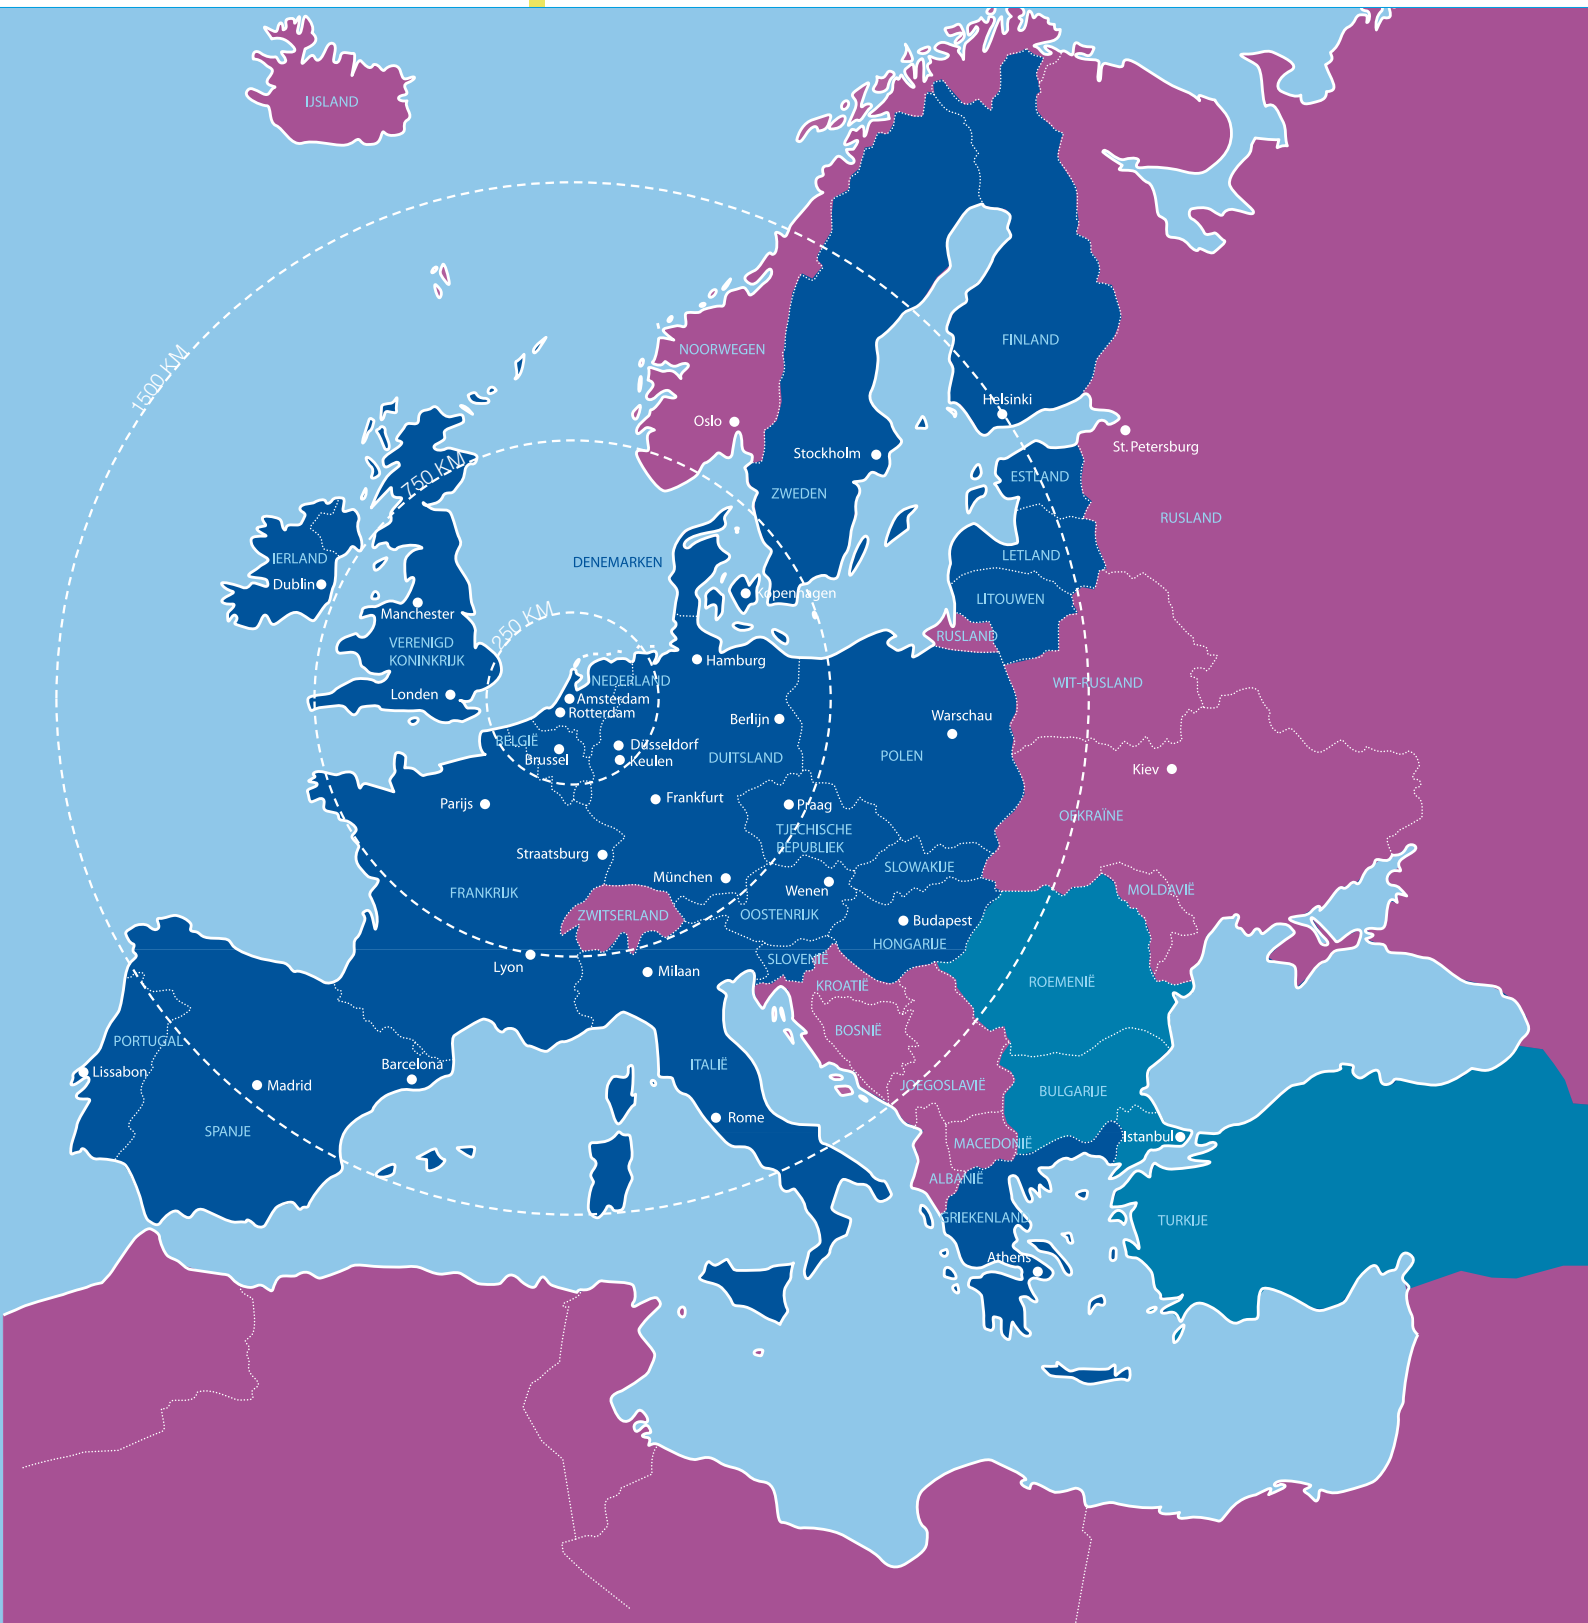 IJSLAND
1500 KM
NOORWEGEN
FINLAND
Helsinki
Oslo
St. Petersburg
Stockholm
750 KM
ESTLAND
ZWEDEN
RUSLAND
IERLAND
DENEMARKEN
LETLAND
Dublin
Kopenhagen
LITOUWEN
Manchester
250 KM
RUSLAND
VERENIGD
KONINKRIJK
Hamburg
NEDERLAND
WIT-RUSLAND
Londen
Amsterdam
Rotterdam
Berlijn
Warschau
BELGIË
Düsseldorf
Brussel
Keulen
DUITSLAND
POLEN
Kiev
Parijs
Frankfurt
Praag
OEKRAÏNE
TJECHISCHE
REPUBLIEK
Straatsburg
SLOWAKIJE
München
Wenen
FRANKRIJK
MOLDAVIË
ZWITSERLAND
OOSTENRIJK
Budapest
HONGARIJE
Lyon
Milaan
SLOVENIË
KROATIË
ROEMENIË
BOSNIË
PORTUGAL
Lissabon
Barcelona
Madrid
ITALIË
JOEGOSLAVIË
BULGARIJE
Rome
SPANJE
MACEDONIË
Istanbul
ALBANIË
GRIEKENLAND
TURKIJE
Athens